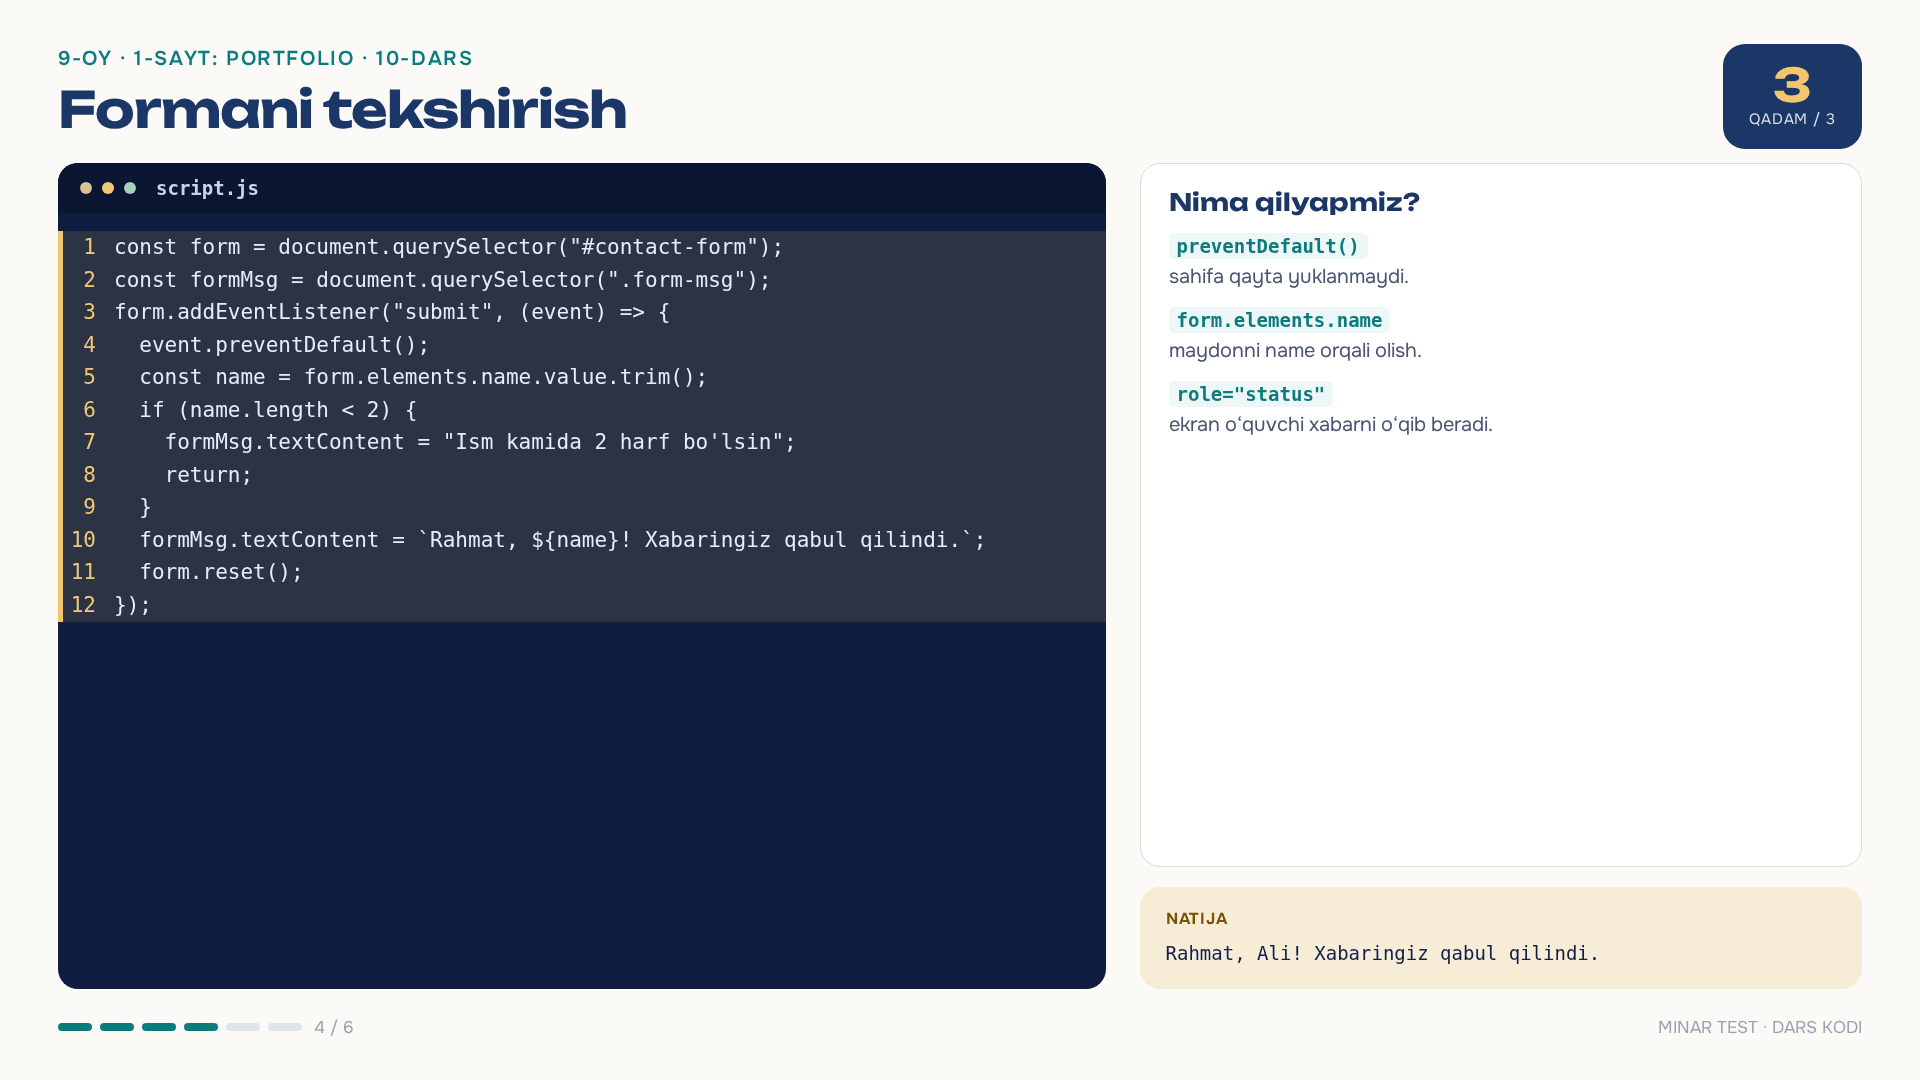 9-OY · 1-SAYT: PORTFOLIO · 10-DARS
Formani tekshirish
3
QADAM / 3
script.js
1 const form = document.querySelector("#contact-form");
2 const formMsg = document.querySelector(".form-msg");
3 form.addEventListener("submit", (event) => {
4   event.preventDefault();
5   const name = form.elements.name.value.trim();
6   if (name.length < 2) {
7     formMsg.textContent = "Ism kamida 2 harf bo'lsin";
8     return;
9   }
10   formMsg.textContent = `Rahmat, ${name}! Xabaringiz qabul qilindi.`;
11   form.reset();
12 });
Nima qilyapmiz?
preventDefault()
sahifa qayta yuklanmaydi.
form.elements.name
maydonni name orqali olish.
role="status"
ekran oʻquvchi xabarni oʻqib beradi.
NATIJA
Rahmat, Ali! Xabaringiz qabul qilindi.
4 / 6
MINAR TEST · DARS KODI